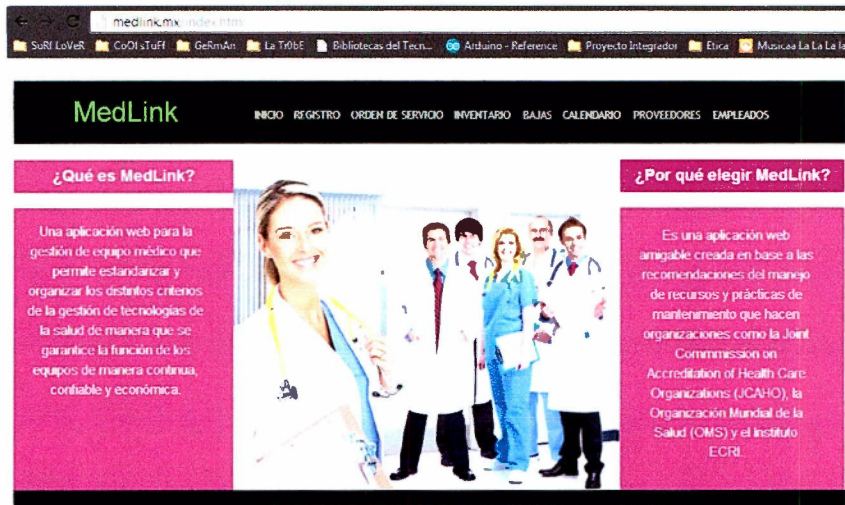 medlink.mx/index.htm
SuRf LoVeR CoOl sTuFf GeRmAn La Tr0bE Bibliotecas del Tecn... Arduino - Reference Proyecto Integrador Etica Musicaa La La La la
MedLink
INICIO REGISTRO ORDEN DE SERVICIO INVENTARIO BAJAS CALENDARIO PROVEEDORES EMPLEADOS
¿Qué es MedLink?
Una aplicación web para la
gestión de equipo médico que
permite estandarizar y
organizar los distintos criterios
de la gestión de tecnologías de
la salud de manera que se
garantice la función de los
equipos de manera continua,
confiable y económica.
¿Por qué elegir MedLink?
Es una aplicación web
amigable creada en base a las
recomendaciones del manejo
de recursos y prácticas de
mantenimiento que hacen
organizaciones como la Joint
Commmission on
Accreditation of Health Care
Organizations (JCAHO), la
Organización Mundial de la
Salud (OMS) y el Instituto
ECRI.